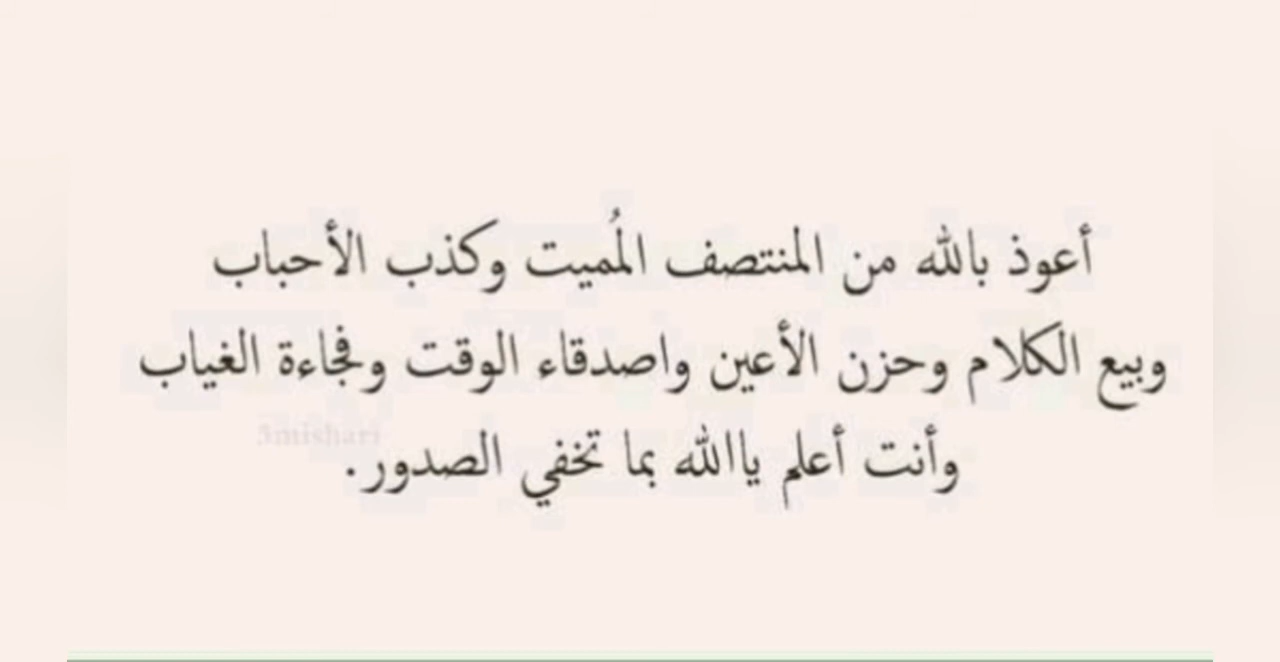 أعوذ بالله من المنتصف المُميت وكذب الأحباب
وبيع الكلام وحزن الأعين واصدقاء الوقت وفجاءة الغياب
3mishari
وأنت أعلم ياالله بما تخفي الصدور.